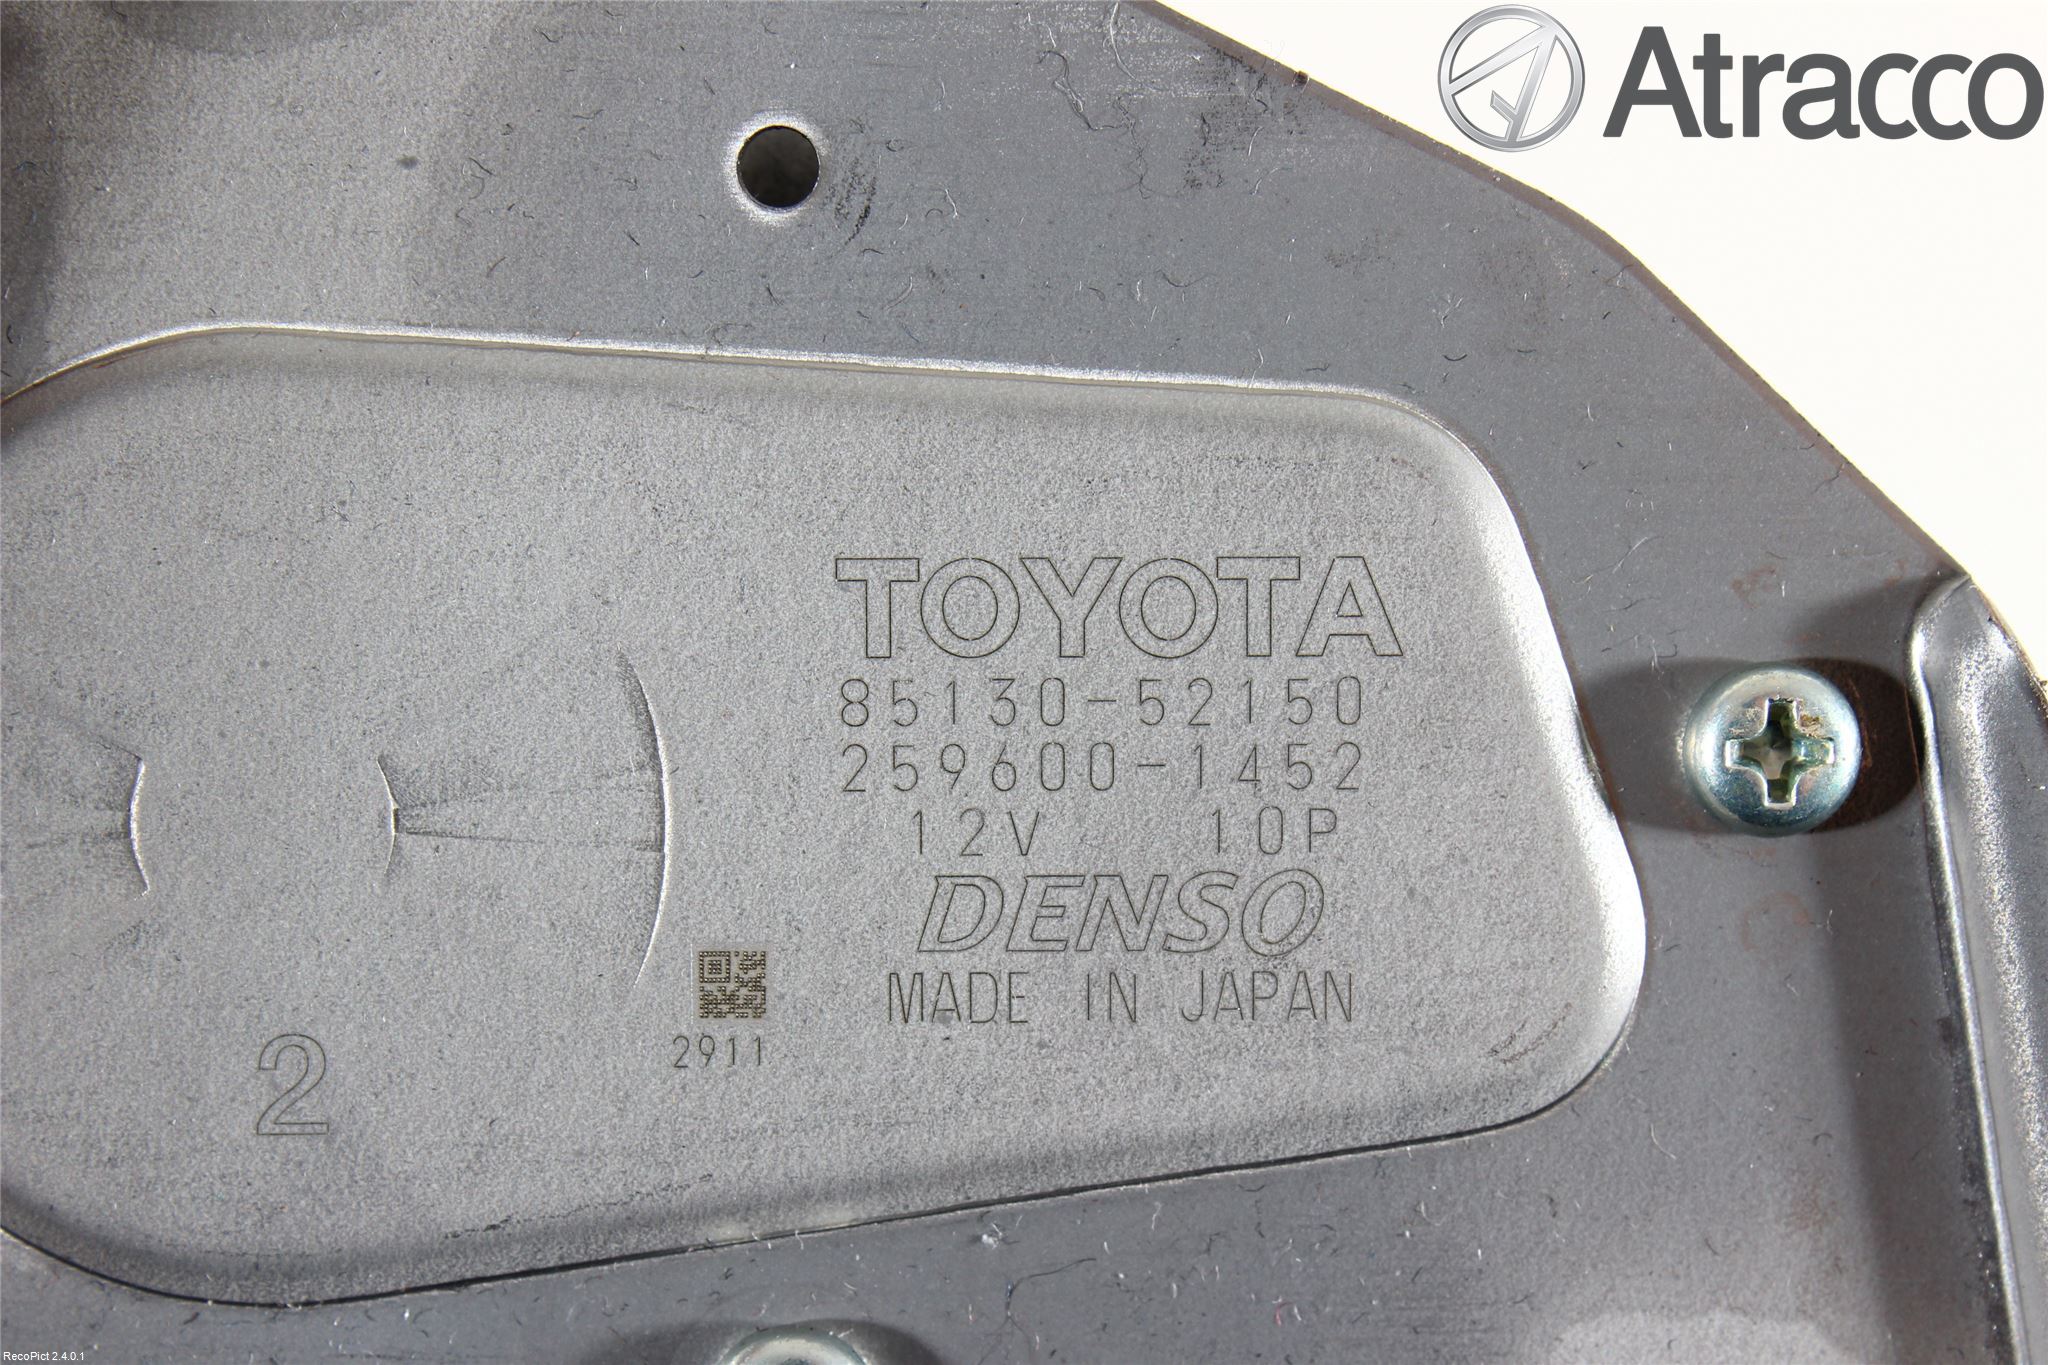 Atracco
TOYOTA
85130-52150
259600-1452
12V 10P
DENSO
MADE IN JAPAN
2911
2
RecoPict 2.4.0.1